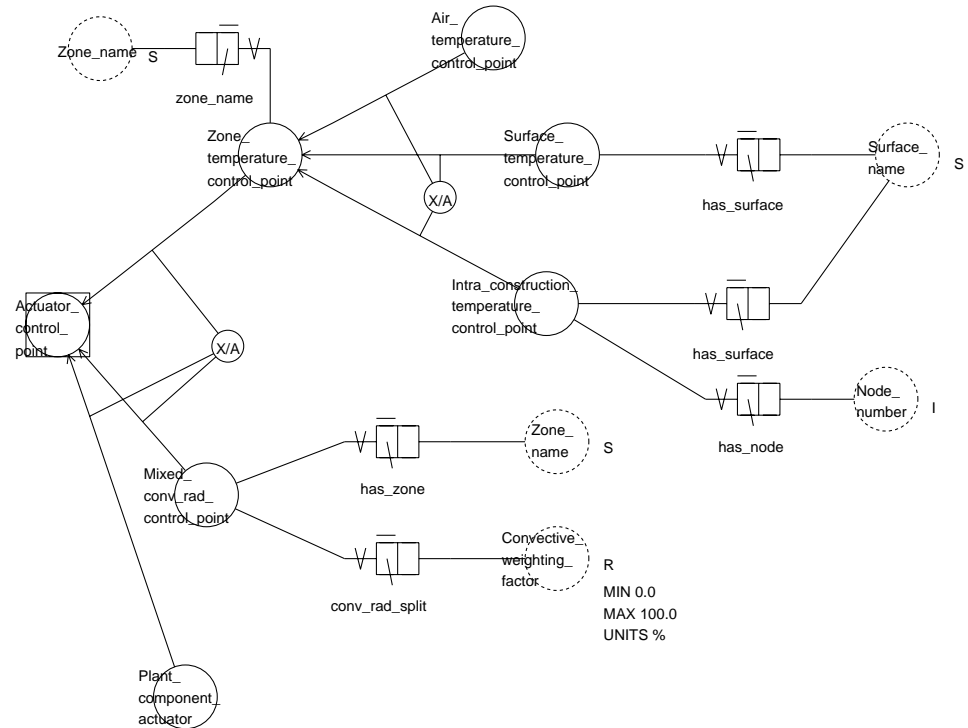 Air_
temperature_
control_point
Zone_name
S
V
zone_name
Zone_
temperature_
control_point
Surface_
temperature_
control_point
V
has_surface
Surface_
name
S
X/A
Intra_construction_
temperature_
control_point
V
has_surface
Actuator_
control_
point
X/A
V
has_node
Node_
number
I
Mixed_
conv_rad_
control_point
V
has_zone
Zone_
name
S
V
conv_rad_split
Convective_
weighting_
factor
R
MIN 0.0
MAX 100.0
UNITS %
Plant_
component_
actuator